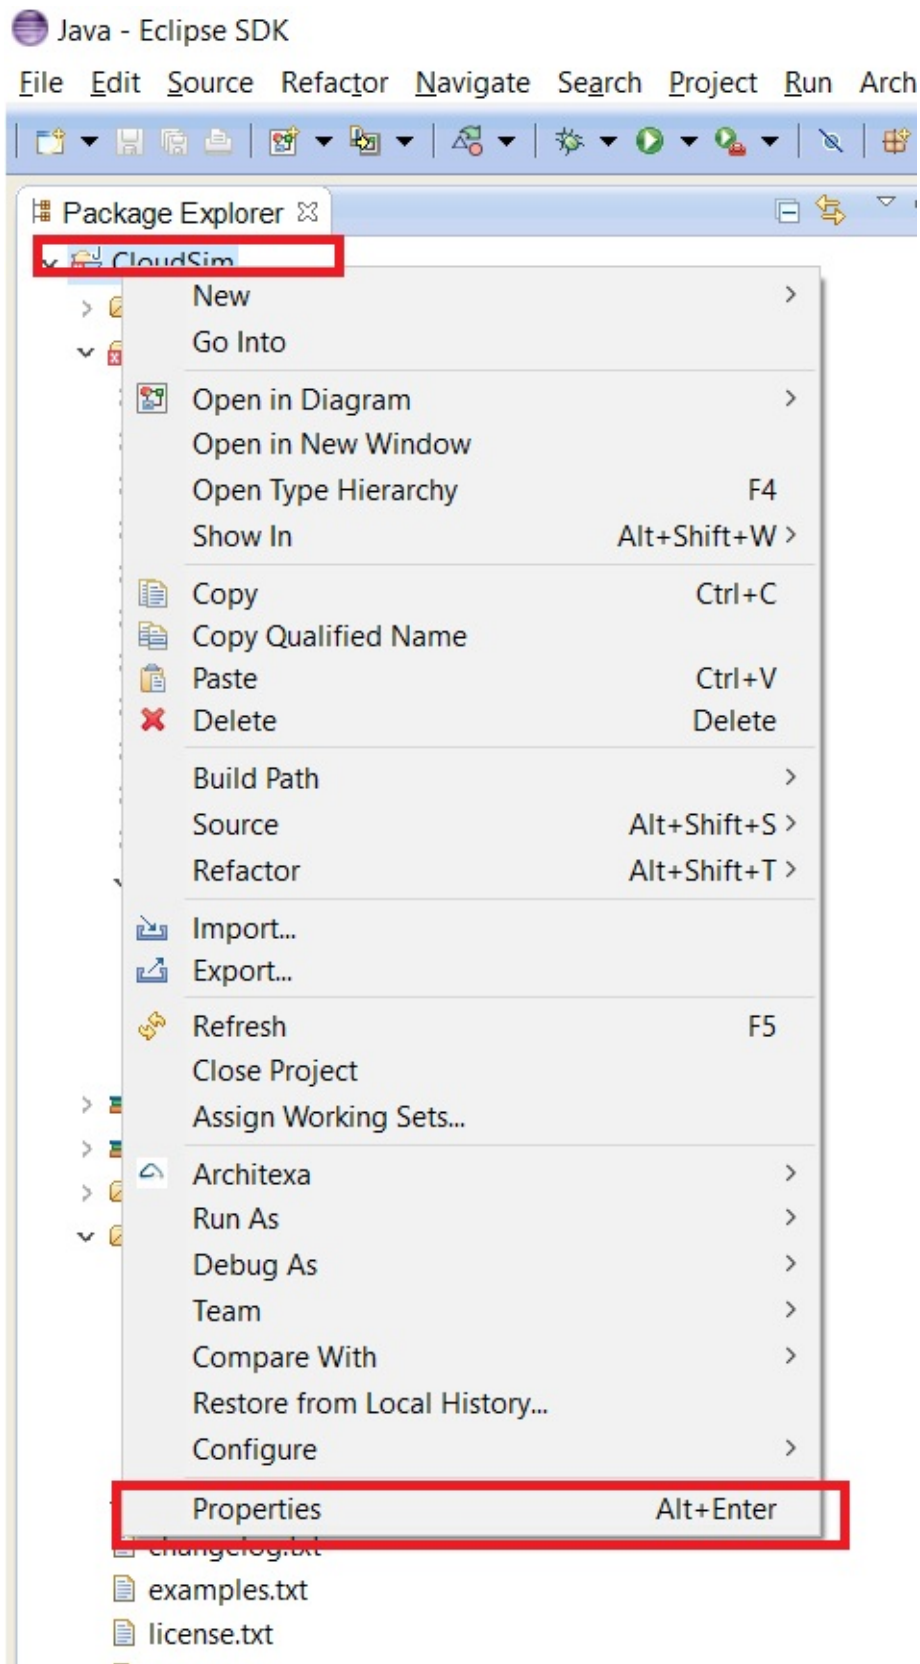 Java - Eclipse SDK
File Edit Source Refactor Navigate Search Project Run Arch
Package Explorer
CloudSim
New
Go Into
Open in Diagram
Open in New Window
Open Type Hierarchy F4
Show In Alt+Shift+W
Copy Ctrl+C
Copy Qualified Name
Paste Ctrl+V
Delete Delete
Build Path
Source Alt+Shift+S
Refactor Alt+Shift+T
Import...
Export...
Refresh F5
Close Project
Assign Working Sets...
Architexa
Run As
Debug As
Team
Compare With
Restore from Local History...
Configure
Properties Alt+Enter
changelog.txt
examples.txt
license.txt